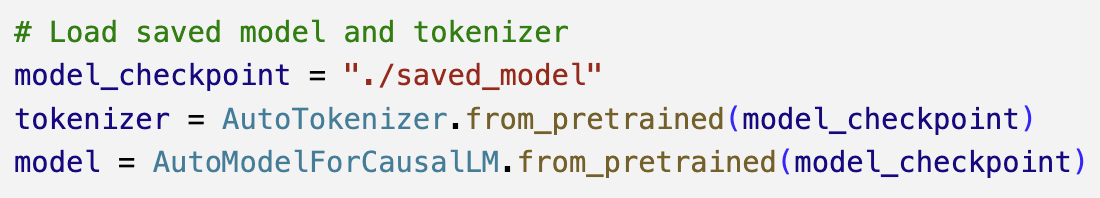 # Load saved model and tokenizer
model_checkpoint = "./saved_model"
tokenizer = AutoTokenizer.from_pretrained(model_checkpoint)
model = AutoModelForCausalLM.from_pretrained(model_checkpoint)